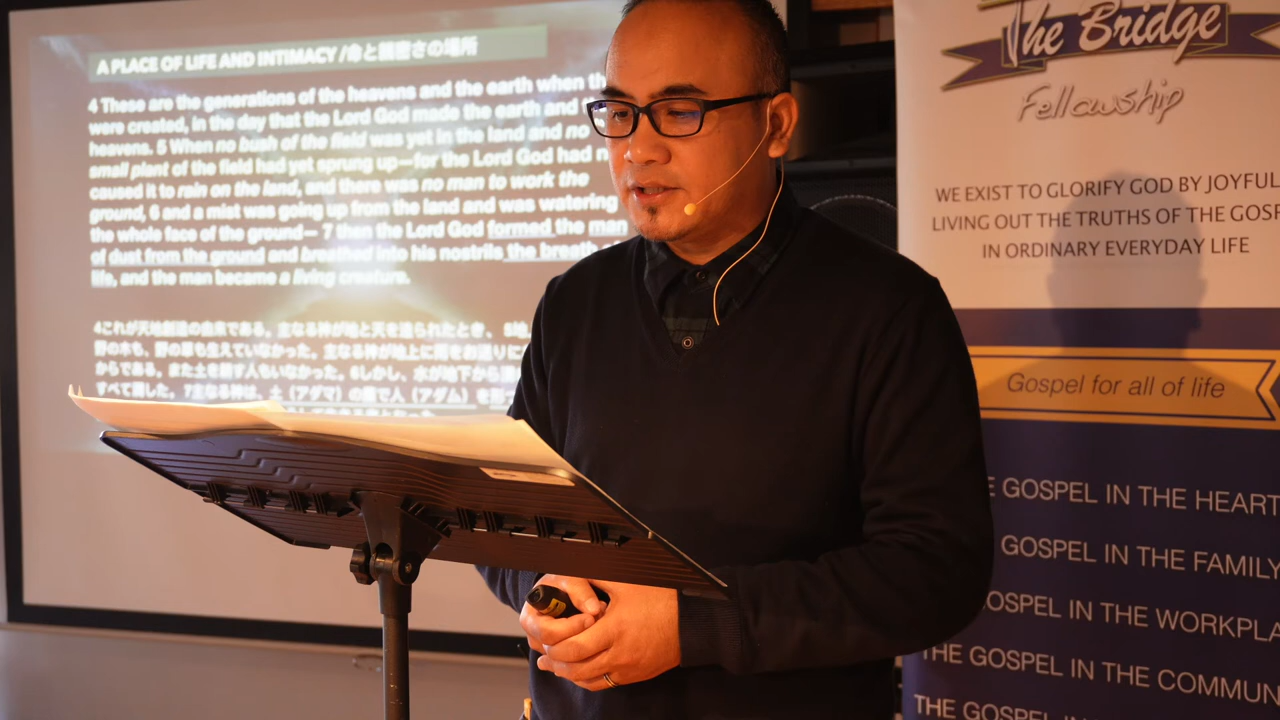 A PLACE OF LIFE AND INTIMACY /命と親密さの場所
4 These are the generations of the heavens and the earth when th
were created, in the day that the Lord God made the earth and
heavens. 5 When no bush of the field was yet in the land and no
small plant of the field had yet sprung up—for the Lord God had n
caused it to rain on the land, and there was no man to work the
ground, 6 and a mist was going up from the land and was watering
the whole face of the ground— 7 then the Lord God formed the man
of dust from the ground and breathed into his nostrils the breath o
life, and the man became a living creature.
4これが天地創造の由来である。主なる神が地と天を造られたとき、5地
野の木も、野の草も生えていなかった。主なる神が地上に雨をお送りに
からである。また土を耕す人もいなかった。6しかし、水が地下から
すべて潤した。7主なる神は、土（アダマ）の塵で人（アダム）を
The Bridge
Fellowship
WE EXIST TO GLORIFY GOD BY JOYFUL
LIVING OUT THE TRUTHS OF THE GOSP
IN ORDINARY EVERYDAY LIFE
Gospel for all of life
E GOSPEL IN THE HEART
GOSPEL IN THE FAMILY
OSPEL IN THE WORKPLA
THE GOSPEL IN THE COMMUN
THE GOSPEL IN